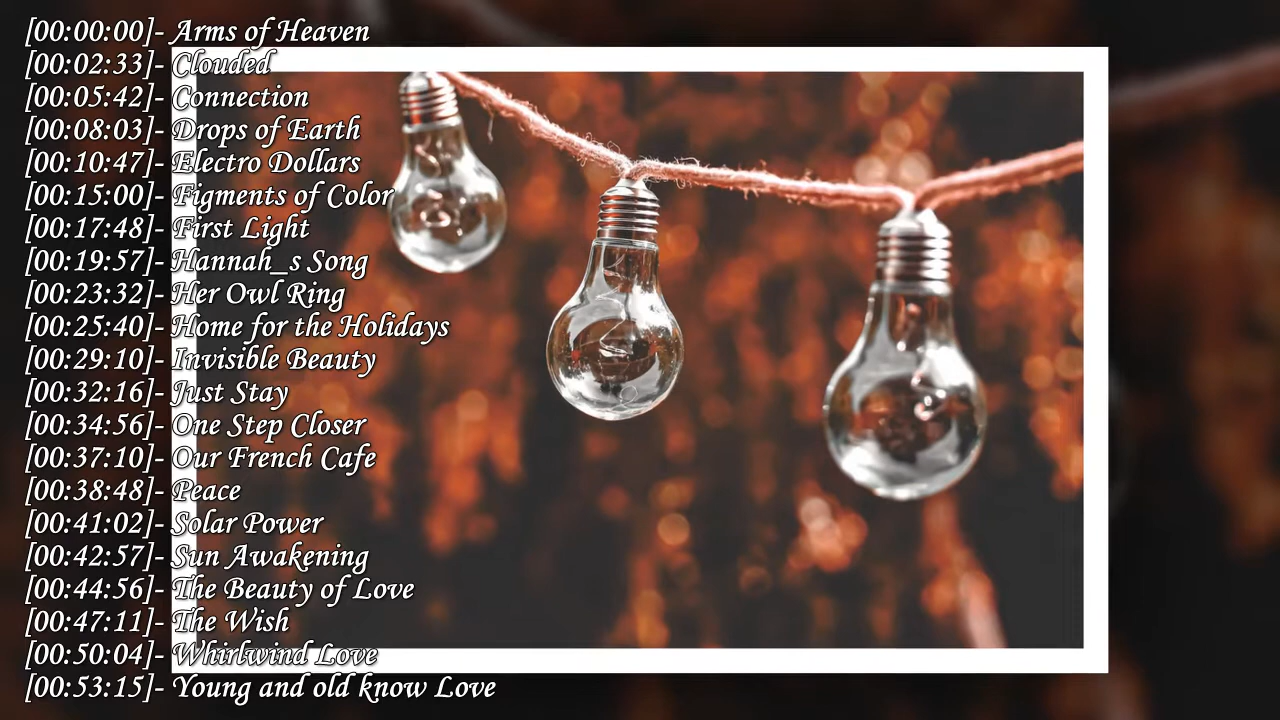 [00:00:00]- Arms of Heaven
[00:02:33]- Clouded
[00:05:42]- Connection
[00:08:03]- Drops of Earth
[00:10:47]- Electro Dollars
[00:15:00]- Figments of Color
[00:17:48]- First Light
[00:19:57]- Hannah_s Song
[00:23:32]- Her Owl Ring
[00:25:40]- Home for the Holidays
[00:29:10]- Invisible Beauty
[00:32:16]- Just Stay
[00:34:56]- One Step Closer
[00:37:10]- Our French Cafe
[00:38:48]- Peace
[00:41:02]- Solar Power
[00:42:57]- Sun Awakening
[00:44:56]- The Beauty of Love
[00:47:11]- The Wish
[00:50:04]- Whirlwind Love
[00:53:15]- Young and old know Love